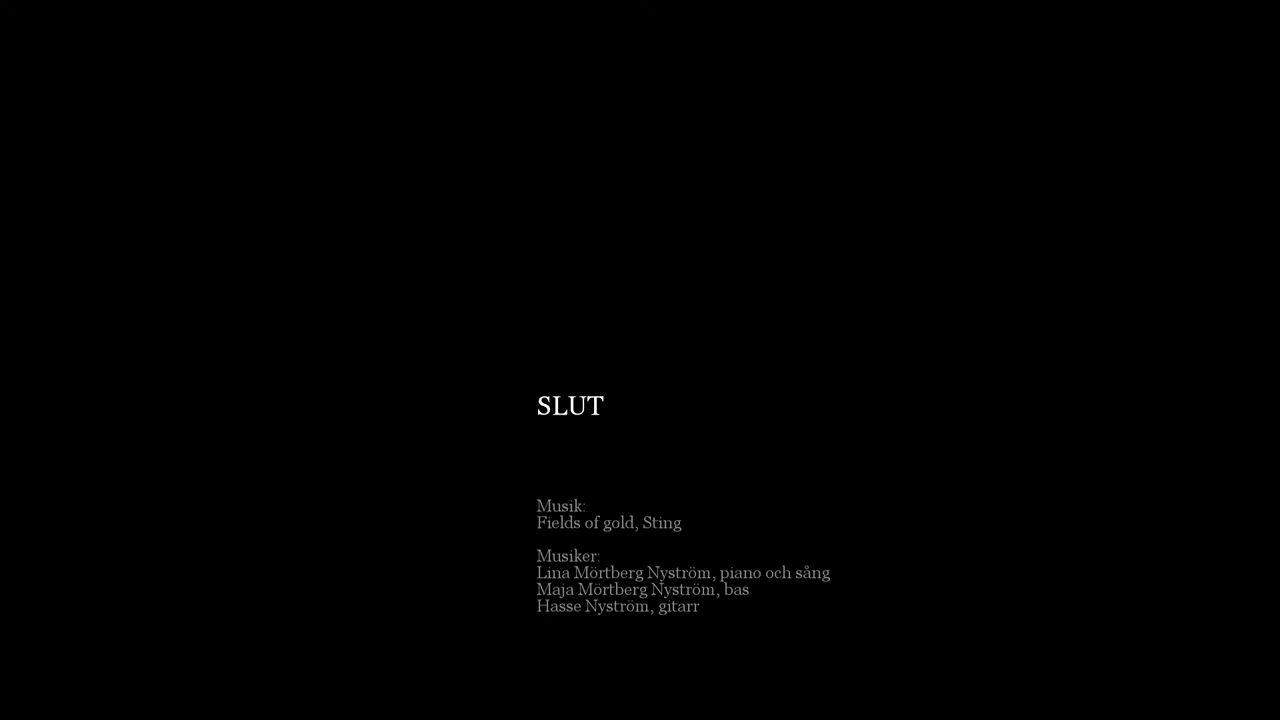 SLUT
Musik:
Fields of gold, Sting
Musiker:
Lina Mörtberg Nyström, piano och sång
Maja Mörtberg Nyström, bas
Hasse Nyström, gitarr